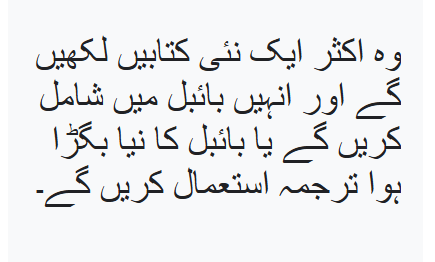 وہ اکثر ایک نئی کتابیں لکھیں
گے اور انہیں بائبل میں شامل
کریں گے یا بائبل کا نیا بگڑا
ہوا ترجمہ استعمال کریں گے۔